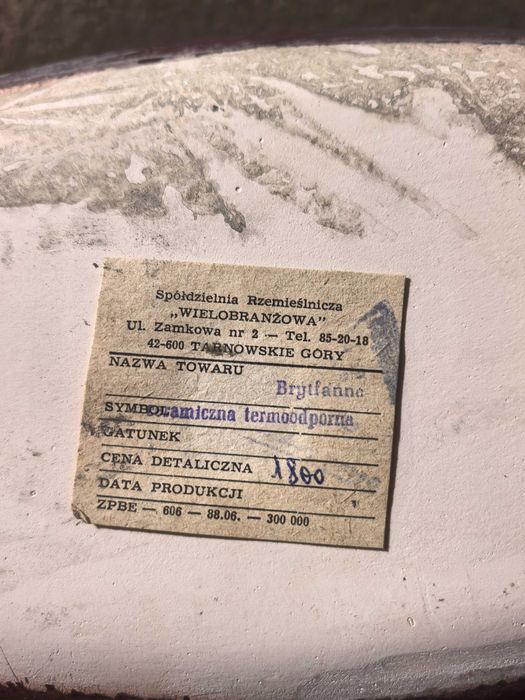 Spółdzielnia Rzemieślnicza
„WIELOBRANŻOWA"
Ul. Zamkowa nr 2 — Tel. 85-20-18
42-600 TARNOWSKIE GÓRY
NAZWA TOWARU
Brytfanna
SYMBOL ceramiczna termoodporna
GATUNEK
CENA DETALICZNA 1800
DATA PRODUKCJI
ZPBE — 606 — 88.06. — 300 000